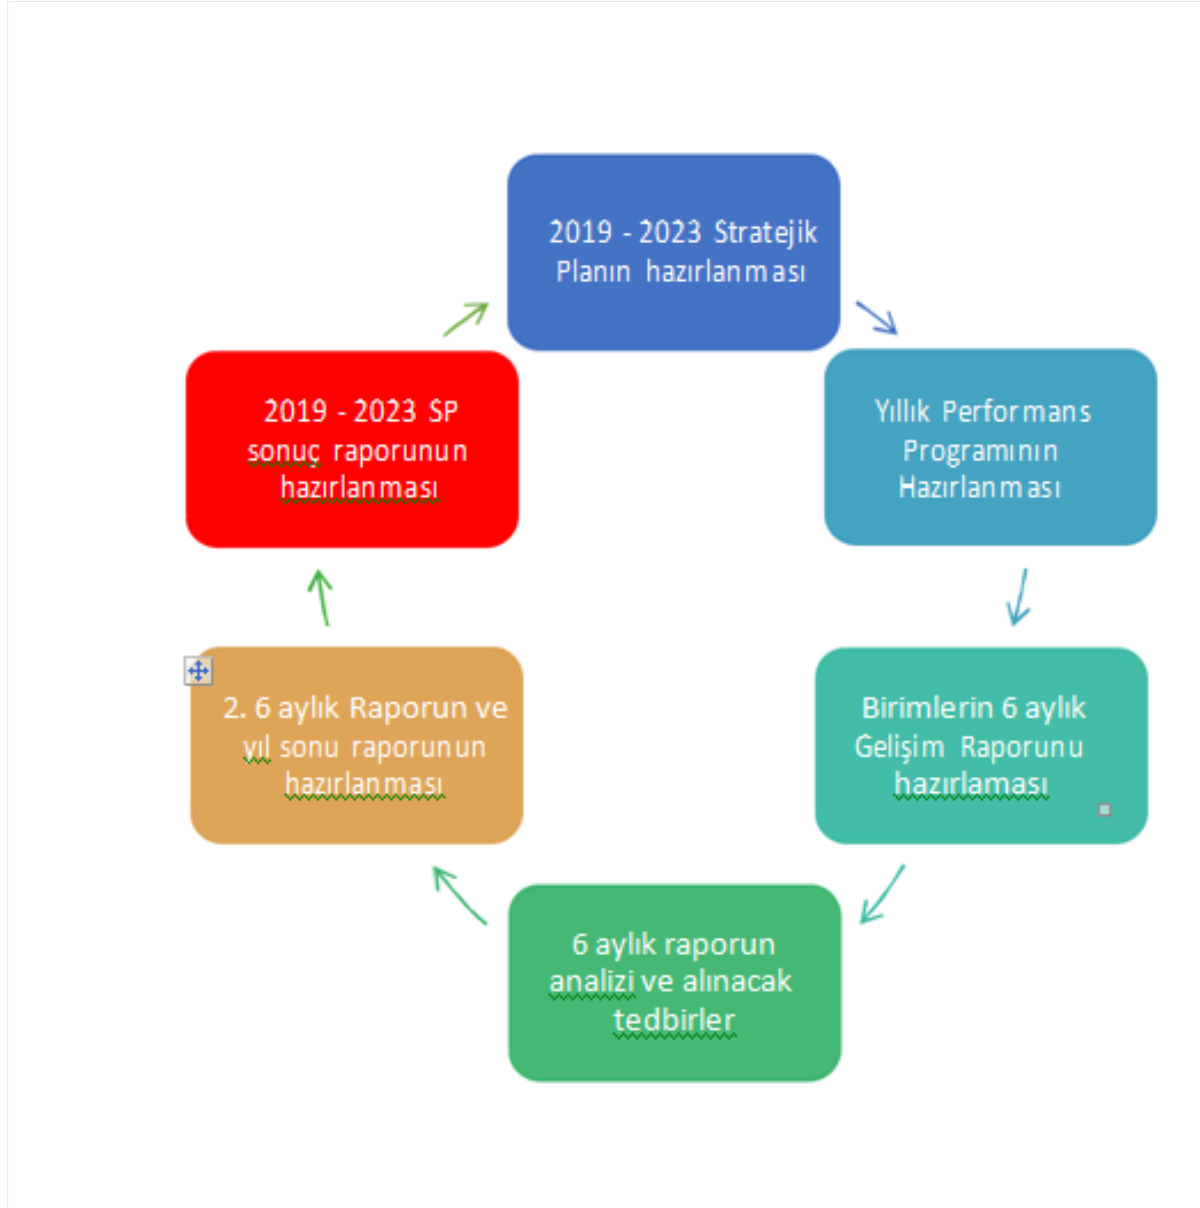 2019 - 2023 Stratejik
Planın hazırlanması
Yıllık Performans
Programının
Hazırlanması
Birimlerin 6 aylık
Gelişim Raporunu
hazırlaması
6 aylık raporun
analizi ve alınacak
tedbirler
2. 6 aylık Raporun ve
yıl sonu raporunun
hazırlanması
2019 - 2023 SP
sonuç raporunun
hazırlanması